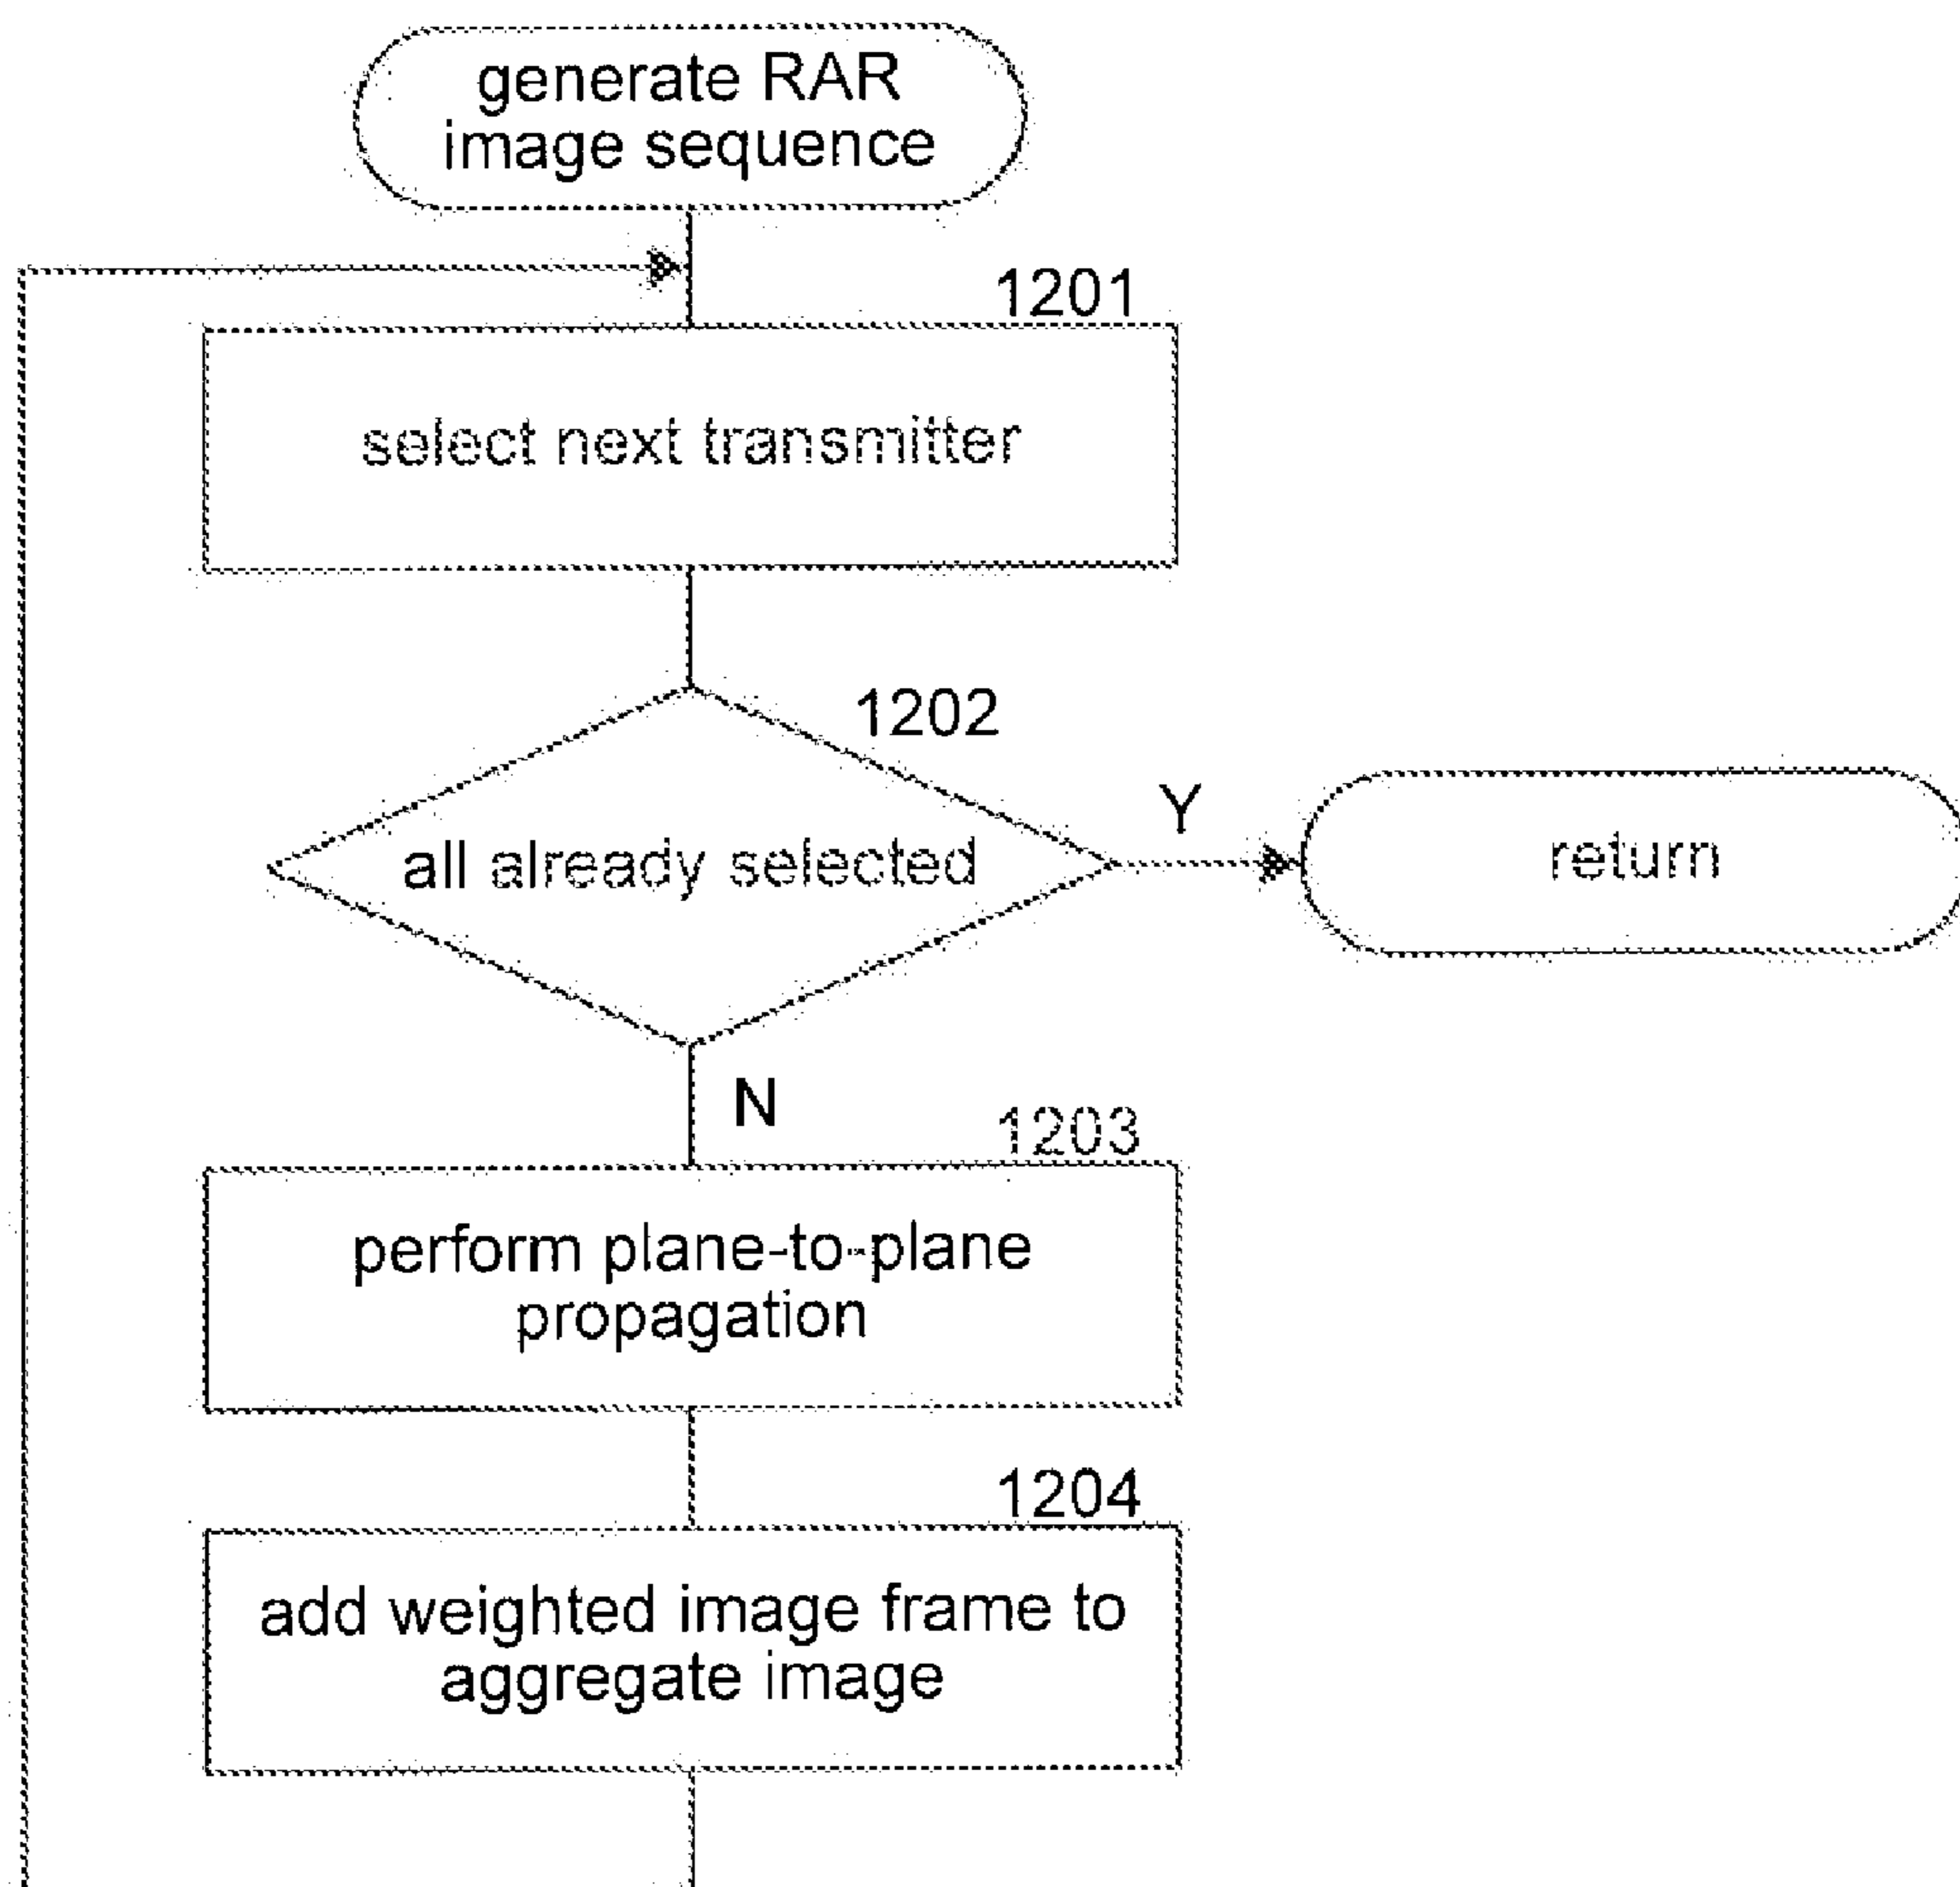 generate RAR
image sequence
1201
select next transmitter
1202
all already selected
Y
return
N
1203
perform plane-to-plane
propagation
1204
add weighted image frame to
aggregate image